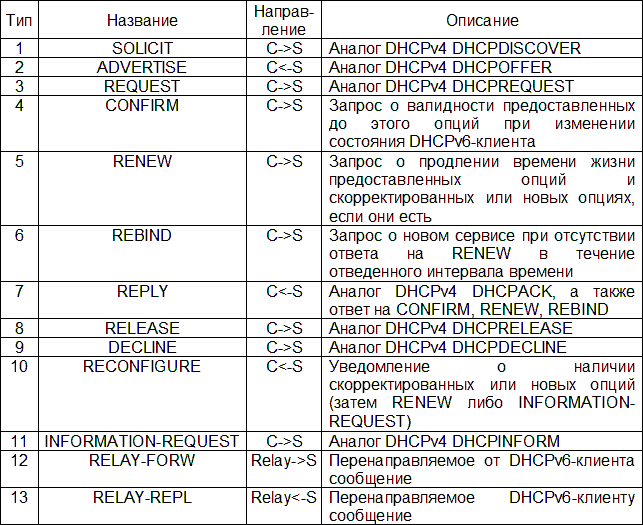 Тип Название Направ-
ление Описание
1 SOLICIT C->S Аналог DHCPv4 DHCPDISCOVER
2 ADVERTISE C<-S Аналог DHCPv4 DHCPOFFER
3 REQUEST C->S Аналог DHCPv4 DHCPREQUEST
4 CONFIRM C->S Запрос о валидности предоставленных
до этого опций при изменении
состояния DHCPv6-клиента
5 RENEW C->S Запрос о продлении времени жизни
предоставленных опций и
скорректированных или новых опциях,
если они есть
6 REBIND C->S Запрос о новом сервисе при отсутствии
ответа на RENEW в течение
отведенного интервала времени
7 REPLY C<-S Аналог DHCPv4 DHCPACK, а также
ответ на CONFIRM, RENEW, REBIND
8 RELEASE C->S Аналог DHCPv4 DHCPRELEASE
9 DECLINE C->S Аналог DHCPv4 DHCPDECLINE
10 RECONFIGURE C<-S Уведомление о наличии
скорректированных или новых опций
(затем RENEW либо INFORMATION-
REQUEST)
11 INFORMATION-REQUEST C->S Аналог DHCPv4 DHCPINFORM
12 RELAY-FORW Relay->S Перенаправляемое от DHCPv6-клиента
сообщение
13 RELAY-REPL Relay<-S Перенаправляемое DHCPv6-клиенту
сообщение